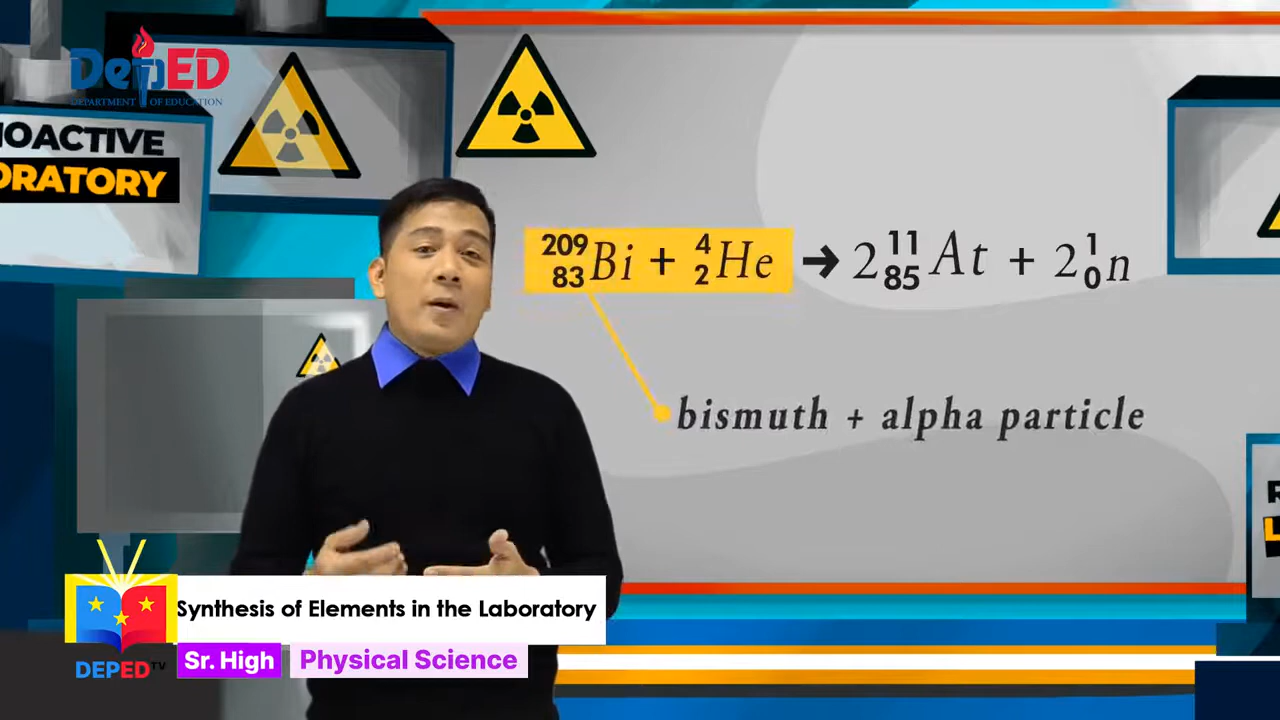 DepED
DEPARTMENT OF EDUCATION
IOACTIVE
ORATORY
²⁰⁹₈₃Bi + ⁴₂He → 2¹¹₈₅At + 2¹₀n
bismuth + alpha particle
Synthesis of Elements in the Laboratory
Sr. High
Physical Science
DEPED TV